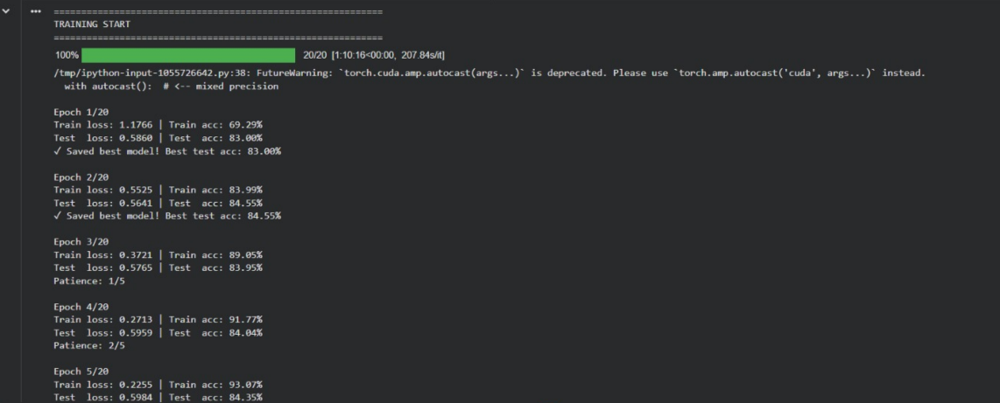 ============================================================
TRAINING START
============================================================
100% 20/20 [1:10:16<00:00, 207.84s/it]
/tmp/ipython-input-1055726642.py:38: FutureWarning: `torch.cuda.amp.autocast(args...)` is deprecated. Please use `torch.amp.autocast('cuda', args...)` instead.
  with autocast():  # <-- mixed precision

Epoch 1/20
Train loss: 1.1766 | Train acc: 69.29%
Test  loss: 0.5860 | Test  acc: 83.00%
✓ Saved best model! Best test acc: 83.00%

Epoch 2/20
Train loss: 0.5525 | Train acc: 83.99%
Test  loss: 0.5641 | Test  acc: 84.55%
✓ Saved best model! Best test acc: 84.55%

Epoch 3/20
Train loss: 0.3721 | Train acc: 89.05%
Test  loss: 0.5765 | Test  acc: 83.95%
Patience: 1/5

Epoch 4/20
Train loss: 0.2713 | Train acc: 91.77%
Test  loss: 0.5959 | Test  acc: 84.04%
Patience: 2/5

Epoch 5/20
Train loss: 0.2255 | Train acc: 93.07%
Test  loss: 0.5984 | Test  acc: 84.35%